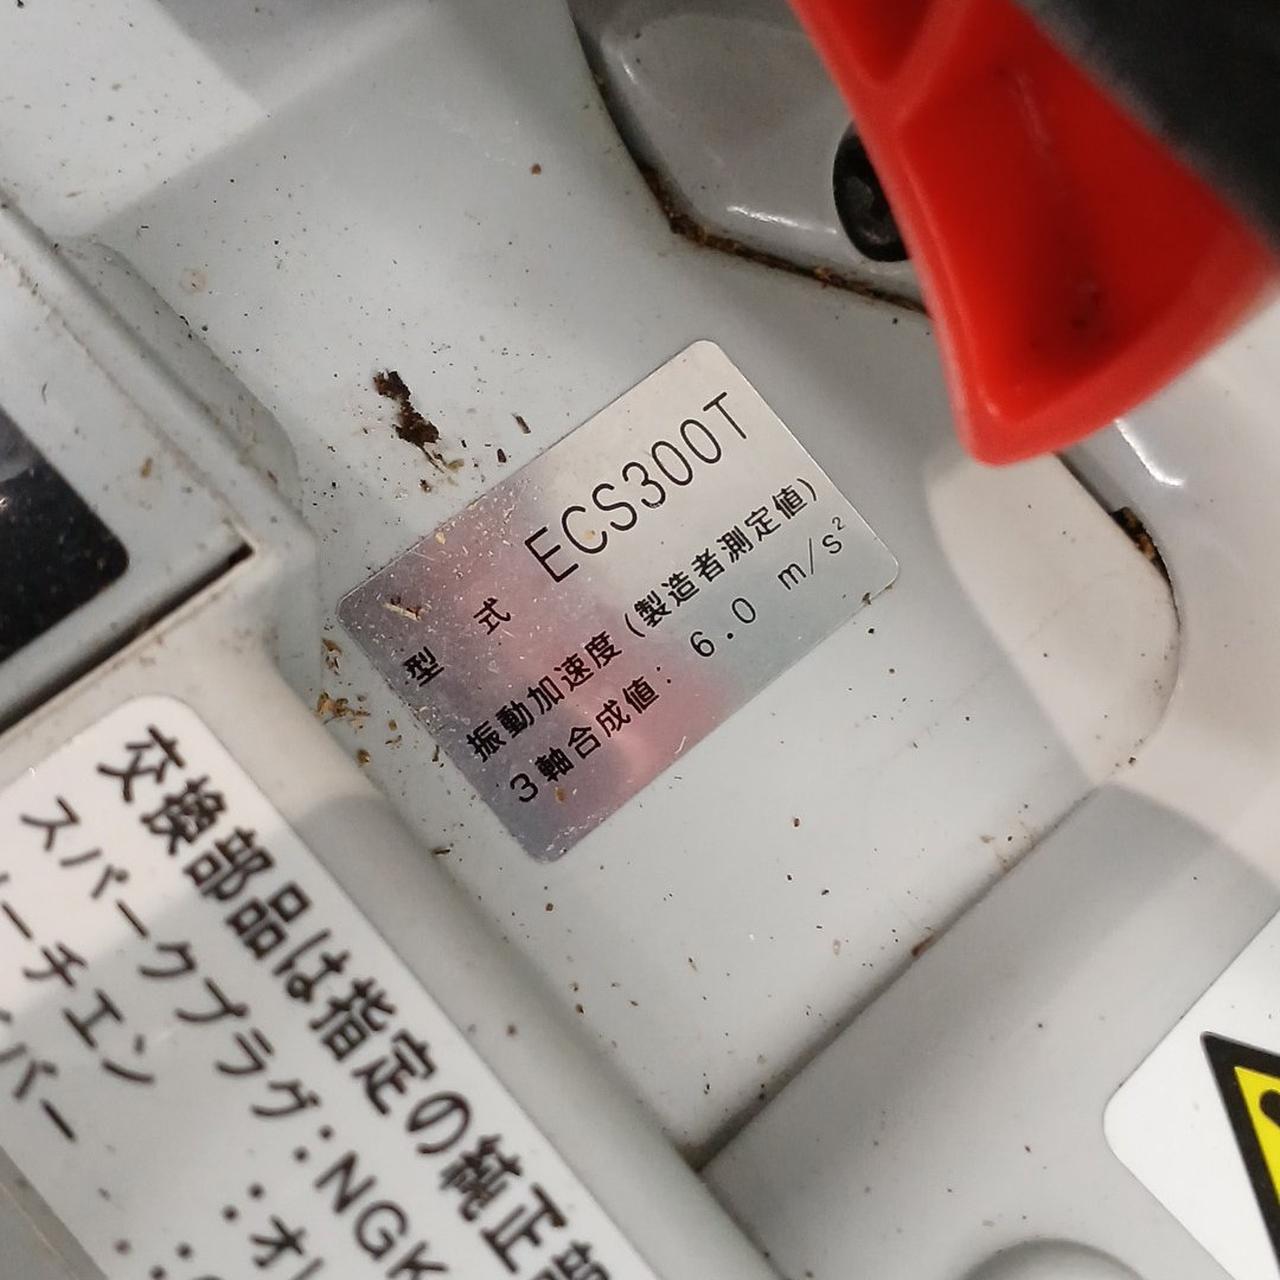 型式 ECS300T
振動加速度(製造者測定値)
3軸合成値: 6.0 m/s²
交換部品は指定の純正部
スパークプラグ:NGK
ーチエン :オ
バー :